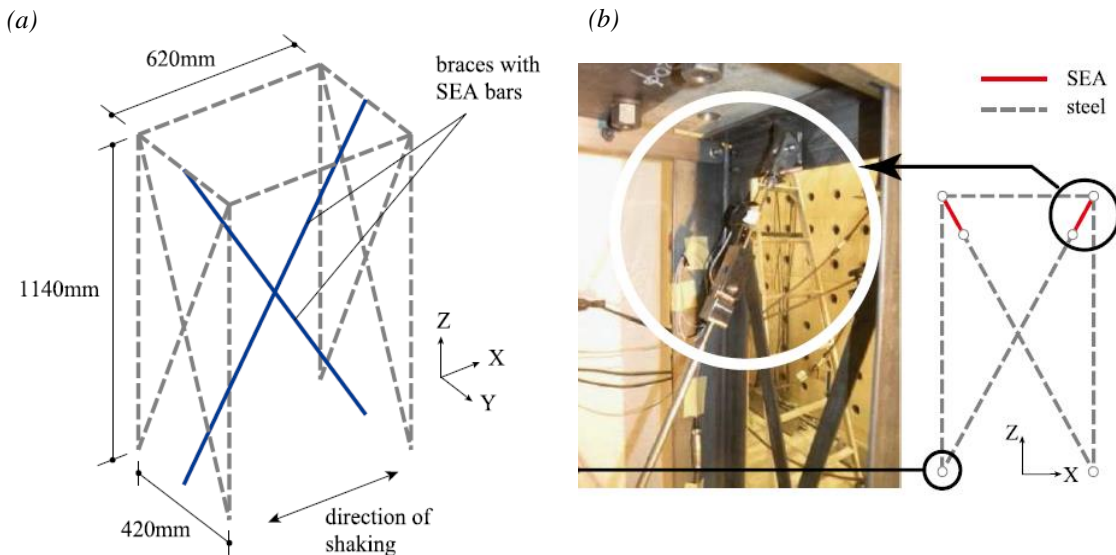 (a)
620mm
braces with
SEA bars
1140mm
Z
X
Y
420mm
direction of
shaking
(b)
SEA
steel
Z
X